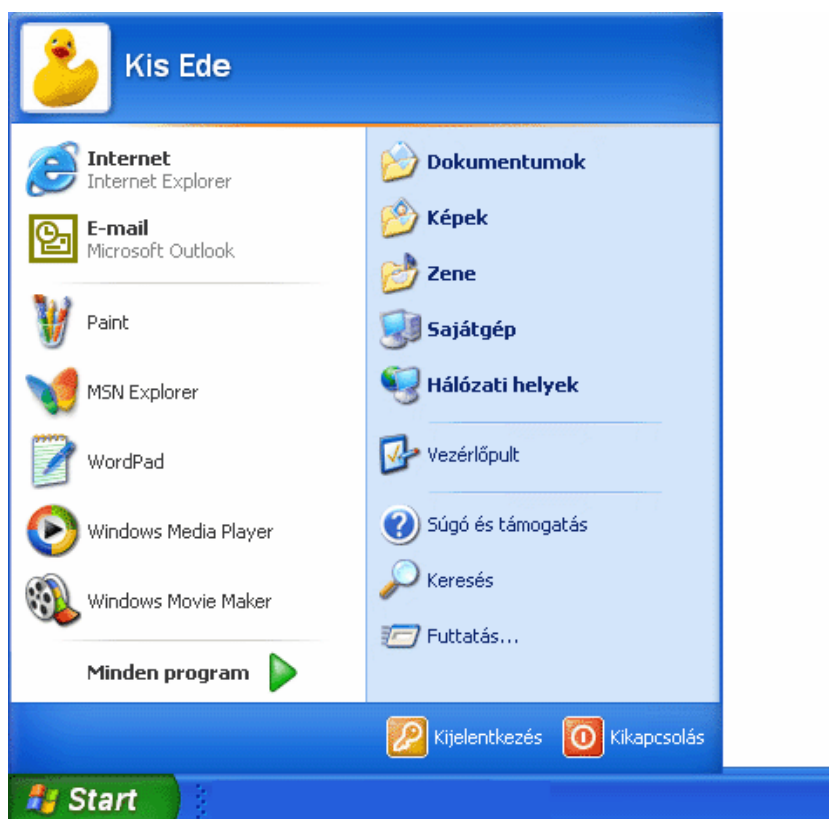 Kis Ede
Internet
Internet Explorer
E-mail
Microsoft Outlook
Paint
MSN Explorer
WordPad
Windows Media Player
Windows Movie Maker
Minden program
Dokumentumok
Képek
Zene
Sajátgép
Hálózati helyek
Vezérlőpult
Súgó és támogatás
Keresés
Futtatás...
Kijelentkezés
Kikapcsolás
Start